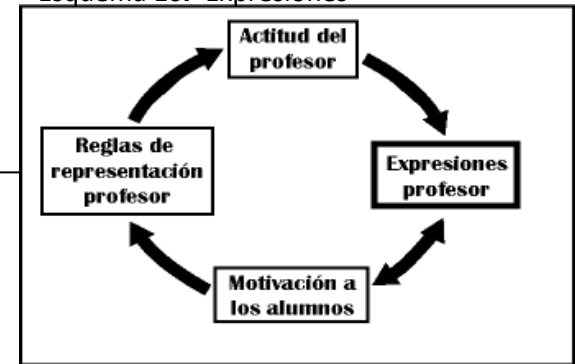 Actitud del
profesor
Reglas de
representación
profesor
Expresiones
profesor
Motivación a
los alumnos